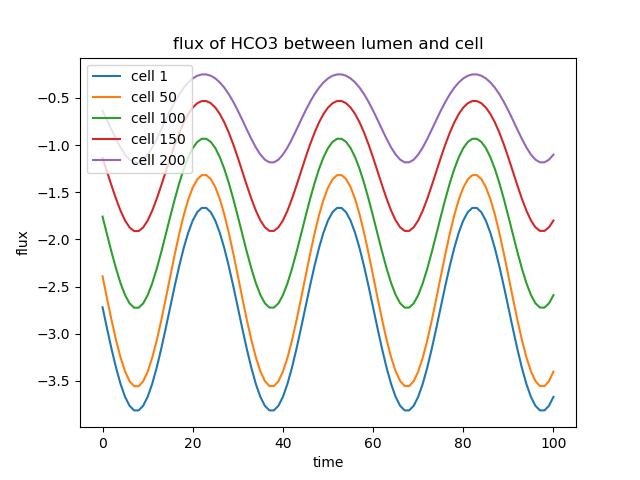 flux of HCO3 between lumen and cell
cell 1
cell 50
cell 100
cell 150
cell 200
−0.5
−1.0
−1.5
−2.0
−2.5
−3.0
−3.5
flux
0 20 40 60 80 100
time